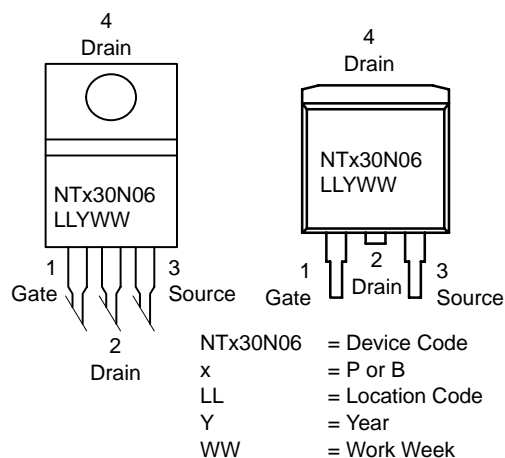 4
Drain
NTx30N06
LLYWW
1
Gate
3
Source
2
Drain
4
Drain
NTx30N06
LLYWW
1
Gate
2
Drain
3
Source
NTx30N06 = Device Code
x = P or B
LL = Location Code
Y = Year
WW = Work Week